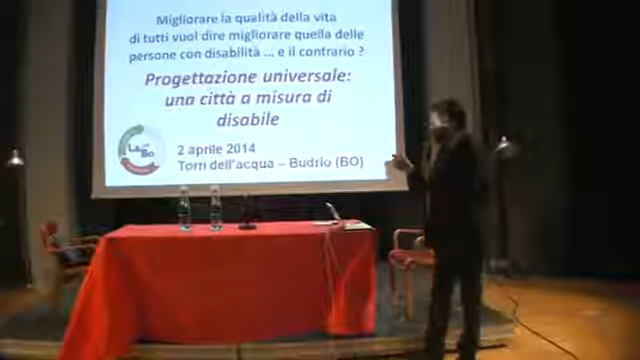 Migliorare la qualità della vita
di tutti vuol dire migliorare quella delle
persone con disabilità ... e il contrario ?
Progettazione universale:
una città a misura di
disabile
2 aprile 2014
Torri dell'acqua – Budrio (BO)